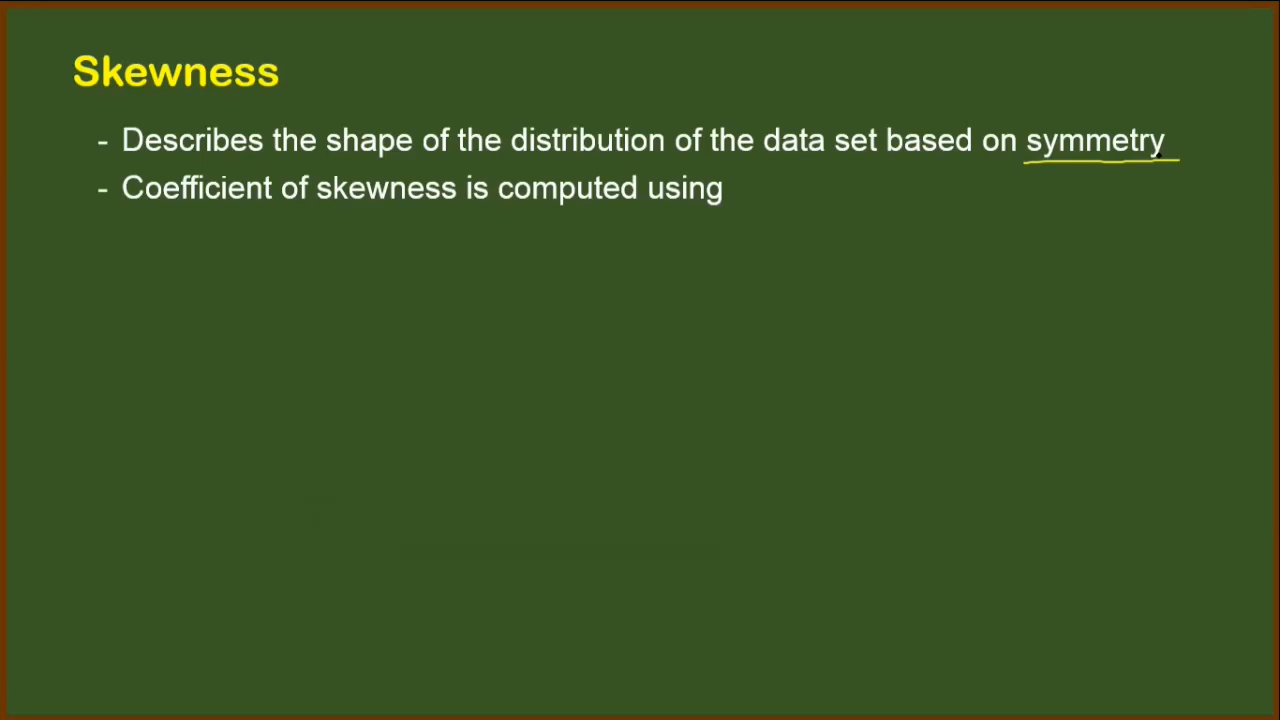 Skewness
- Describes the shape of the distribution of the data set based on symmetry
- Coefficient of skewness is computed using